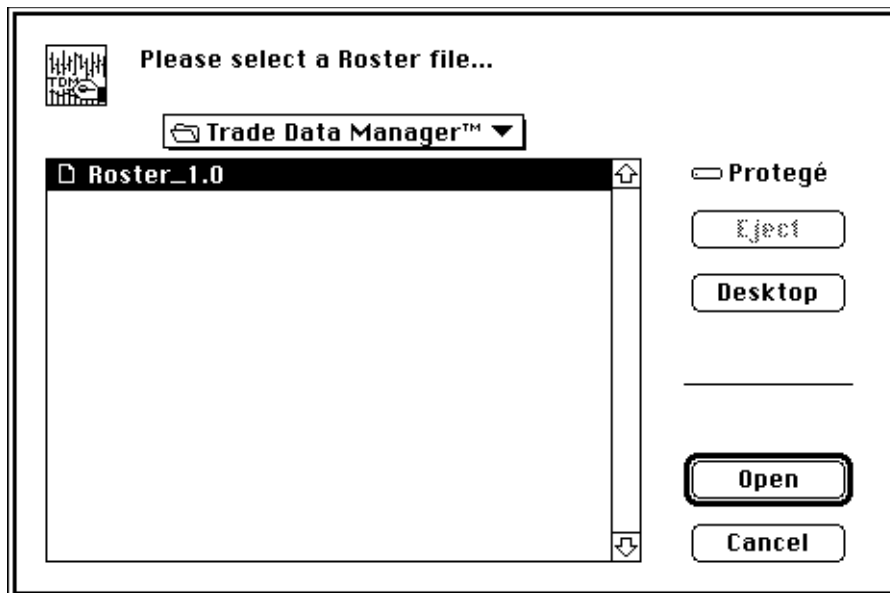 TDM
Please select a Roster file...
Trade Data Manager™
Roster_1.0
Protegé
Eject
Desktop
Open
Cancel